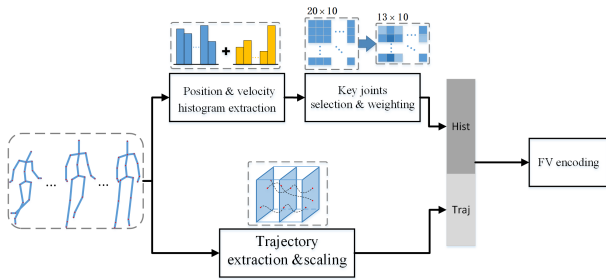 20×10
13×10
Position & velocity
histogram extraction
Key joints
selection & weighting
Hist
FV encoding
... ...
Traj
Trajectory
extraction &scaling